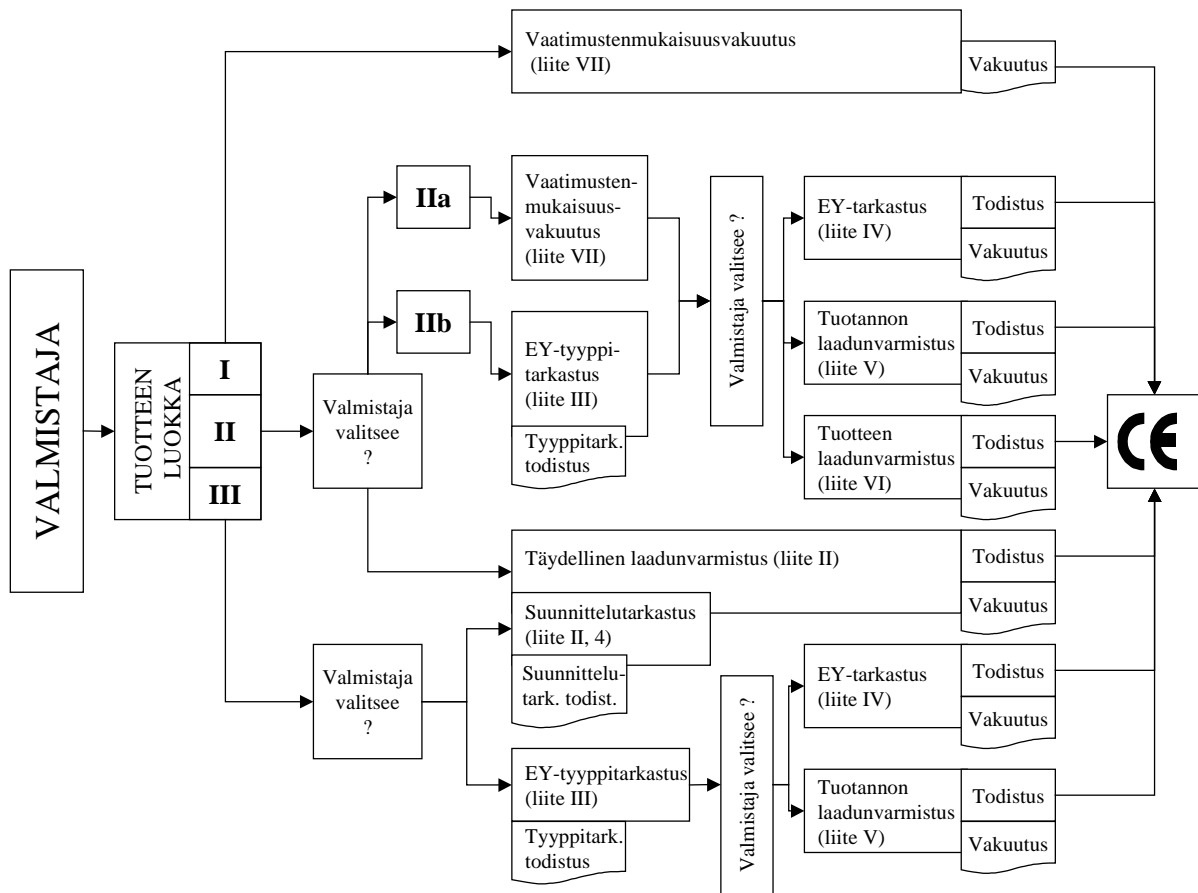 VALMISTAJA
TUOTTEEN
LUOKKA
I
II
III
Vaatimustenmukaisuusvakuutus
(liite VII)
Vakuutus
Valmistaja
valitsee
?
IIa
Vaatimusten-
mukaisuus-
vakuutus
(liite VII)
IIb
EY-tyyppi-
tarkastus
(liite III)
Tyyppitark.
todistus
Valmistaja valitsee ?
EY-tarkastus
(liite IV)
Todistus
Vakuutus
Tuotannon
laadunvarmistus
(liite V)
Todistus
Vakuutus
Tuotteen
laadunvarmistus
(liite VI)
Todistus
Vakuutus
Täydellinen laadunvarmistus (liite II)
Todistus
Vakuutus
Suunnittelutarkastus
(liite II, 4)
Suunnittelu-
tark. todist.
Valmistaja
valitsee
?
EY-tyyppitarkastus
(liite III)
Tyyppitark.
todistus
Valmistaja valitsee ?
EY-tarkastus
(liite IV)
Todistus
Vakuutus
Tuotannon
laadunvarmistus
(liite V)
Todistus
Vakuutus
CE